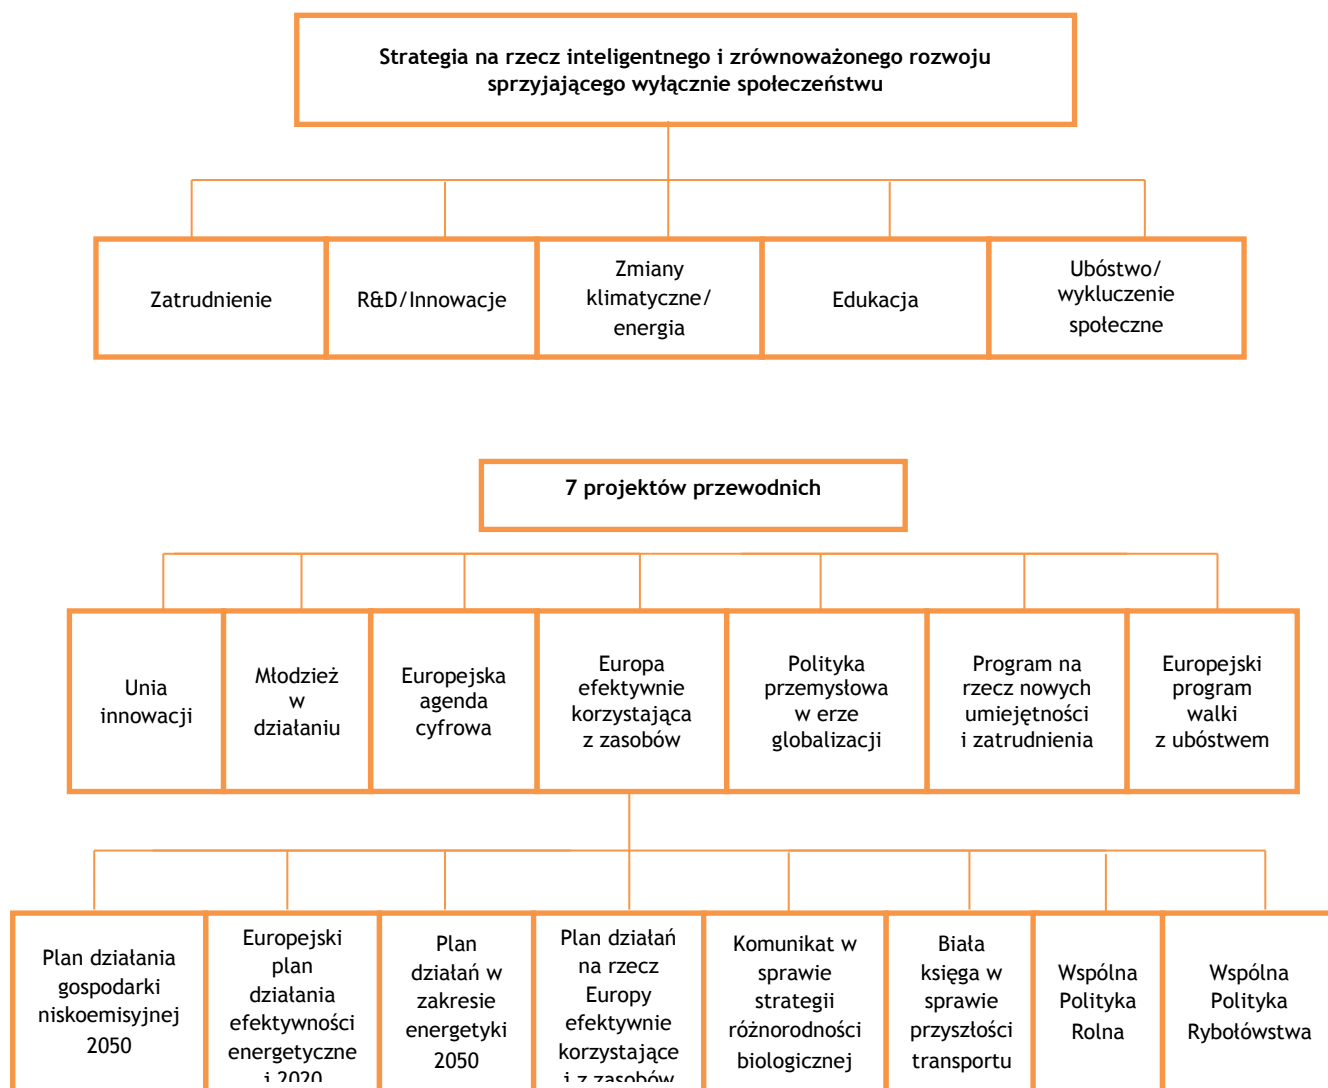 Strategia na rzecz inteligentnego i zrównoważonego rozwoju
sprzyjającego wyłącznie społeczeństwu
Zatrudnienie
R&D/Innowacje
Zmiany
klimatyczne/
energia
Edukacja
Ubóstwo/
wykluczenie
społeczne
7 projektów przewodnich
Unia
innowacji
Młodzież
w
działaniu
Europejska
agenda
cyfrowa
Europa
efektywnie
korzystająca
z zasobów
Polityka
przemysłowa
w erze
globalizacji
Program na
rzecz nowych
umiejętności
i zatrudnienia
Europejski
program
walki
z ubóstwem
Plan działania
gospodarki
niskoemisyjnej
2050
Europejski
plan
działania
efektywności
energetyczne
j 2020
Plan
działań w
zakresie
energetyki
2050
Plan działań
na rzecz
Europy
efektywnie
korzystające
j z zasobów
Komunikat w
sprawie
strategii
różnorodności
biologicznej
Biała
księga w
sprawie
przyszłości
transportu
Wspólna
Polityka
Rolna
Wspólna
Polityka
Rybołówstwa